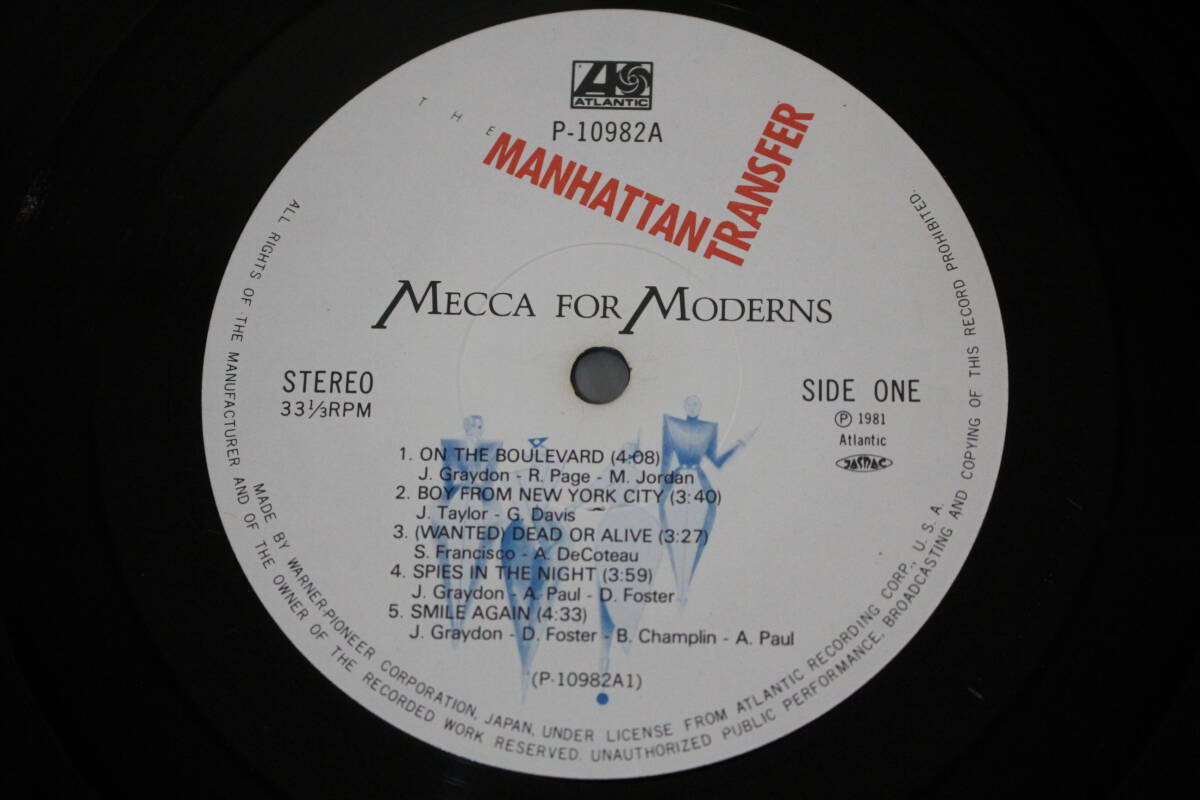 AS
ATLANTIC
P-10982A
THE
MANHATTAN
TRANSFER
MECCA FOR MODERNS
STEREO
33⅓RPM
SIDE ONE
Ⓟ 1981
Atlantic
JASRAC
1. ON THE BOULEVARD (4:08)
J. Graydon - R. Page - M. Jordan
2. BOY FROM NEW YORK CITY (3:40)
J. Taylor - G. Davis
3. (WANTED) DEAD OR ALIVE (3:27)
S. Francisco - A. DeCoteau
4. SPIES IN THE NIGHT (3:59)
J. Graydon - A. Paul - D. Foster
5. SMILE AGAIN (4:33)
J. Graydon - D. Foster - B. Champlin - A. Paul
(P-10982A1)
MADE BY WARNER-PIONEER CORPORATION, JAPAN, UNDER LICENSE FROM ATLANTIC RECORDING CORP., U.S.A.
ALL RIGHTS OF THE MANUFACTURER AND OF THE OWNER OF THE RECORDED WORK RESERVED. UNAUTHORIZED PUBLIC PERFORMANCE, BROADCASTING AND COPYING OF THIS RECORD PROHIBITED.